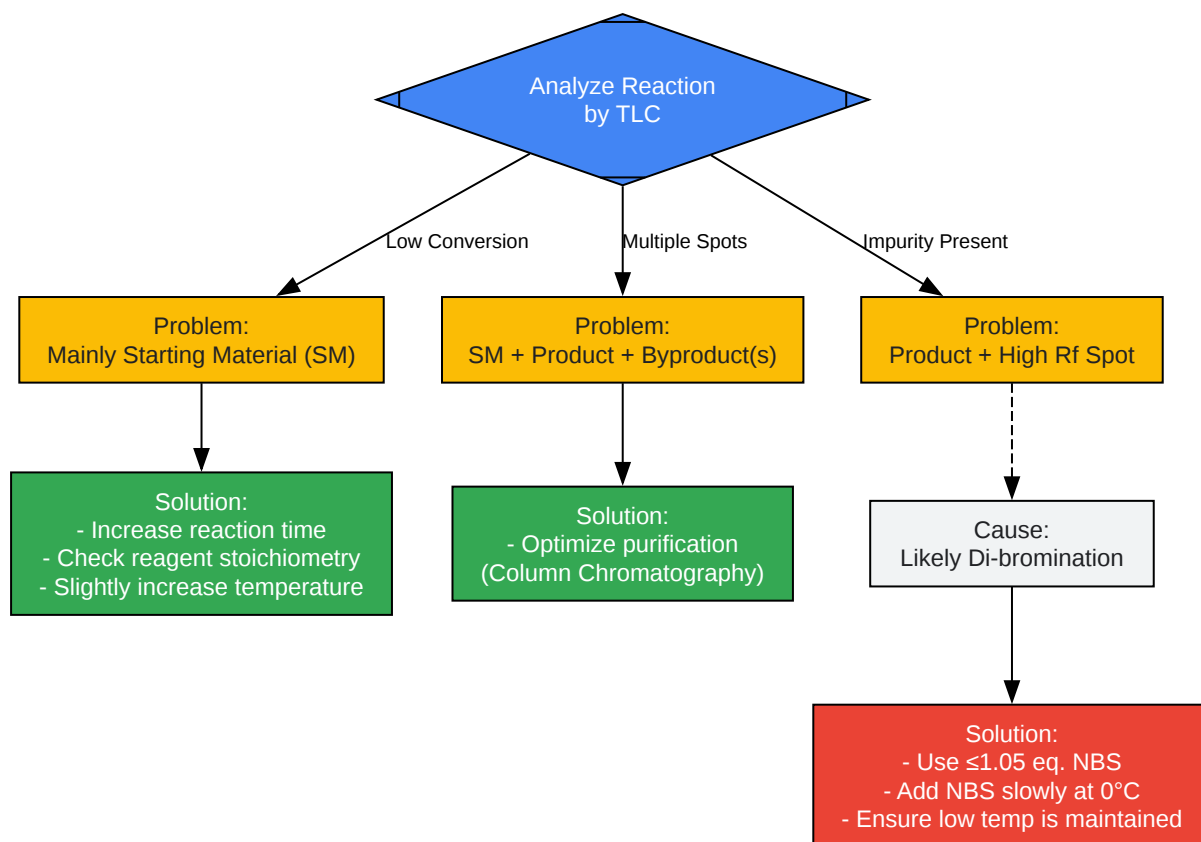 Analyze Reaction
by TLC
Low Conversion
Multiple Spots
Impurity Present
Problem:
Mainly Starting Material (SM)
Problem:
SM + Product + Byproduct(s)
Problem:
Product + High Rf Spot
Solution:
- Increase reaction time
- Check reagent stoichiometry
- Slightly increase temperature
Solution:
- Optimize purification
(Column Chromatography)
Cause:
Likely Di-bromination
Solution:
- Use ≤1.05 eq. NBS
- Add NBS slowly at 0°C
- Ensure low temp is maintained